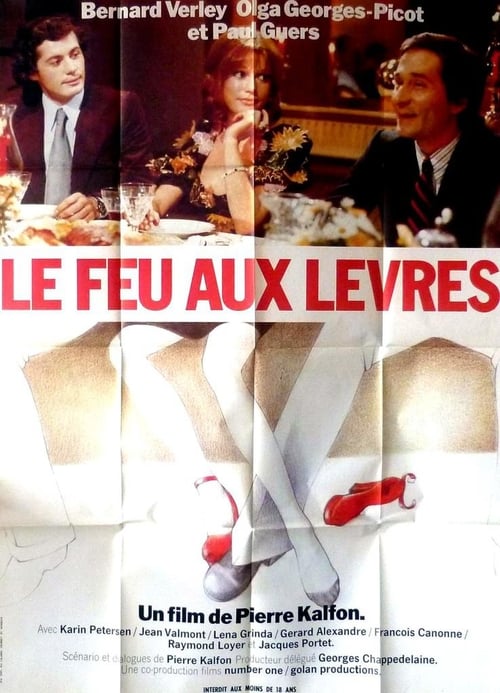 Bernard Verley Olga Georges-Picot
et Paul Guers
LE FEU AUX LEVRES
Un film de Pierre Kalfon.
Avec Karin Petersen / Jean Valmont / Lena Grinda / Gerard Alexandre / Francois Canonne /
Raymond Loyer et Jacques Portet.
Scénario et dialogues de Pierre Kalfon Producteur délégué Georges Chappedelaine.
Une co-production films number one / golan productions.
INTERDIT AUX MOINS DE 18 ANS